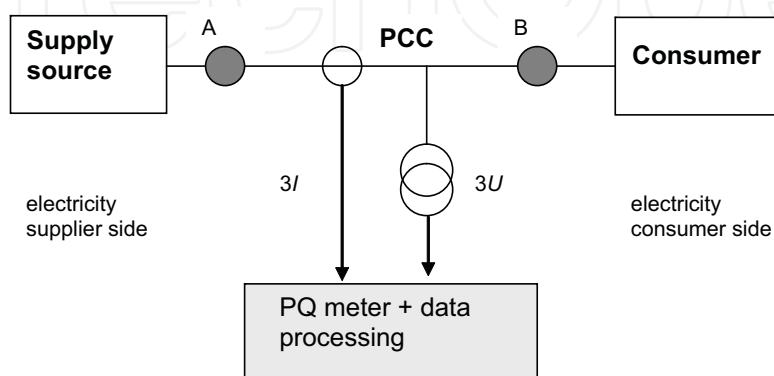 A
PCC
B
Supply
source
Consumer
3I
3U
electricity
supplier side
electricity
consumer side
PQ meter + data
processing